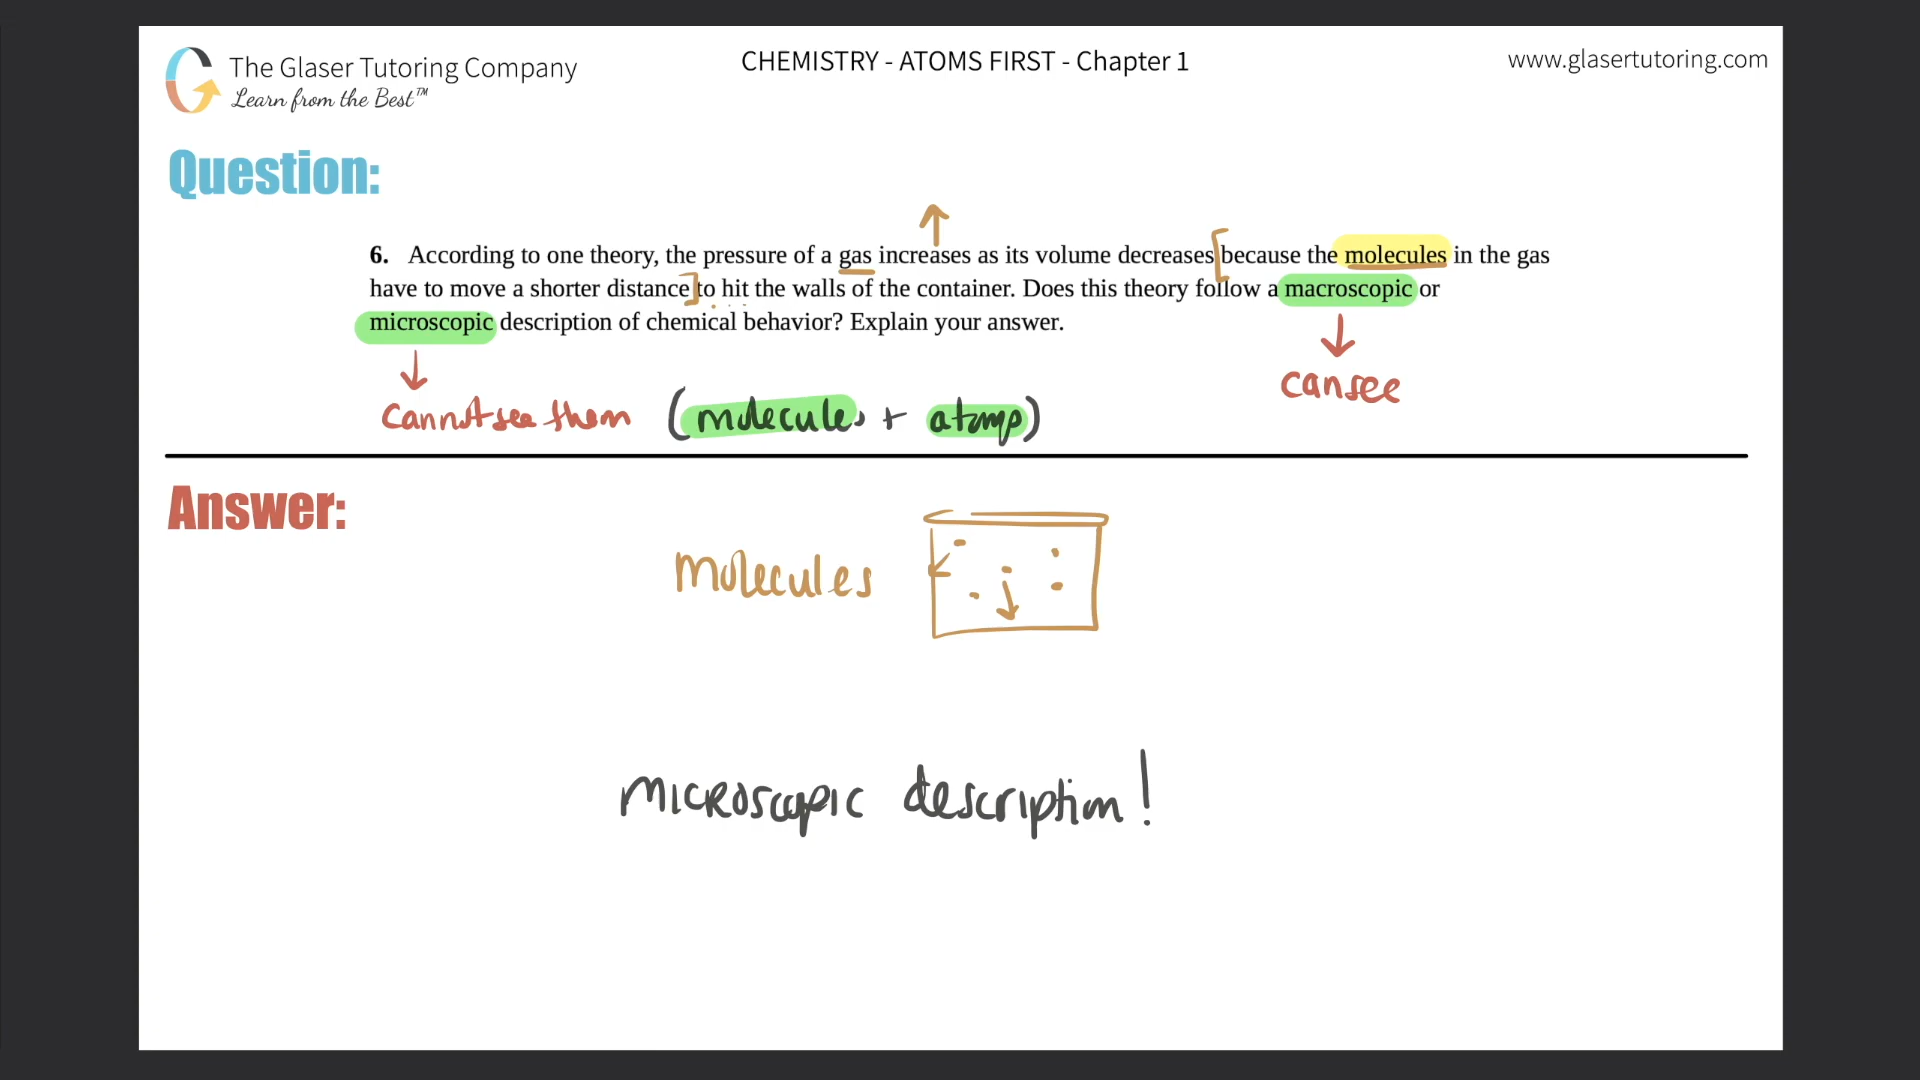 The Glaser Tutoring Company
Learn from the Best™
CHEMISTRY - ATOMS FIRST - Chapter 1
www.glasertutoring.com
Question:
6. According to one theory, the pressure of a gas increases as its volume decreases because the molecules in the gas
have to move a shorter distance to hit the walls of the container. Does this theory follow a macroscopic or
microscopic description of chemical behavior? Explain your answer.
can see
cannot see them (molecules + atoms)
Answer:
molecules
microscopic description!